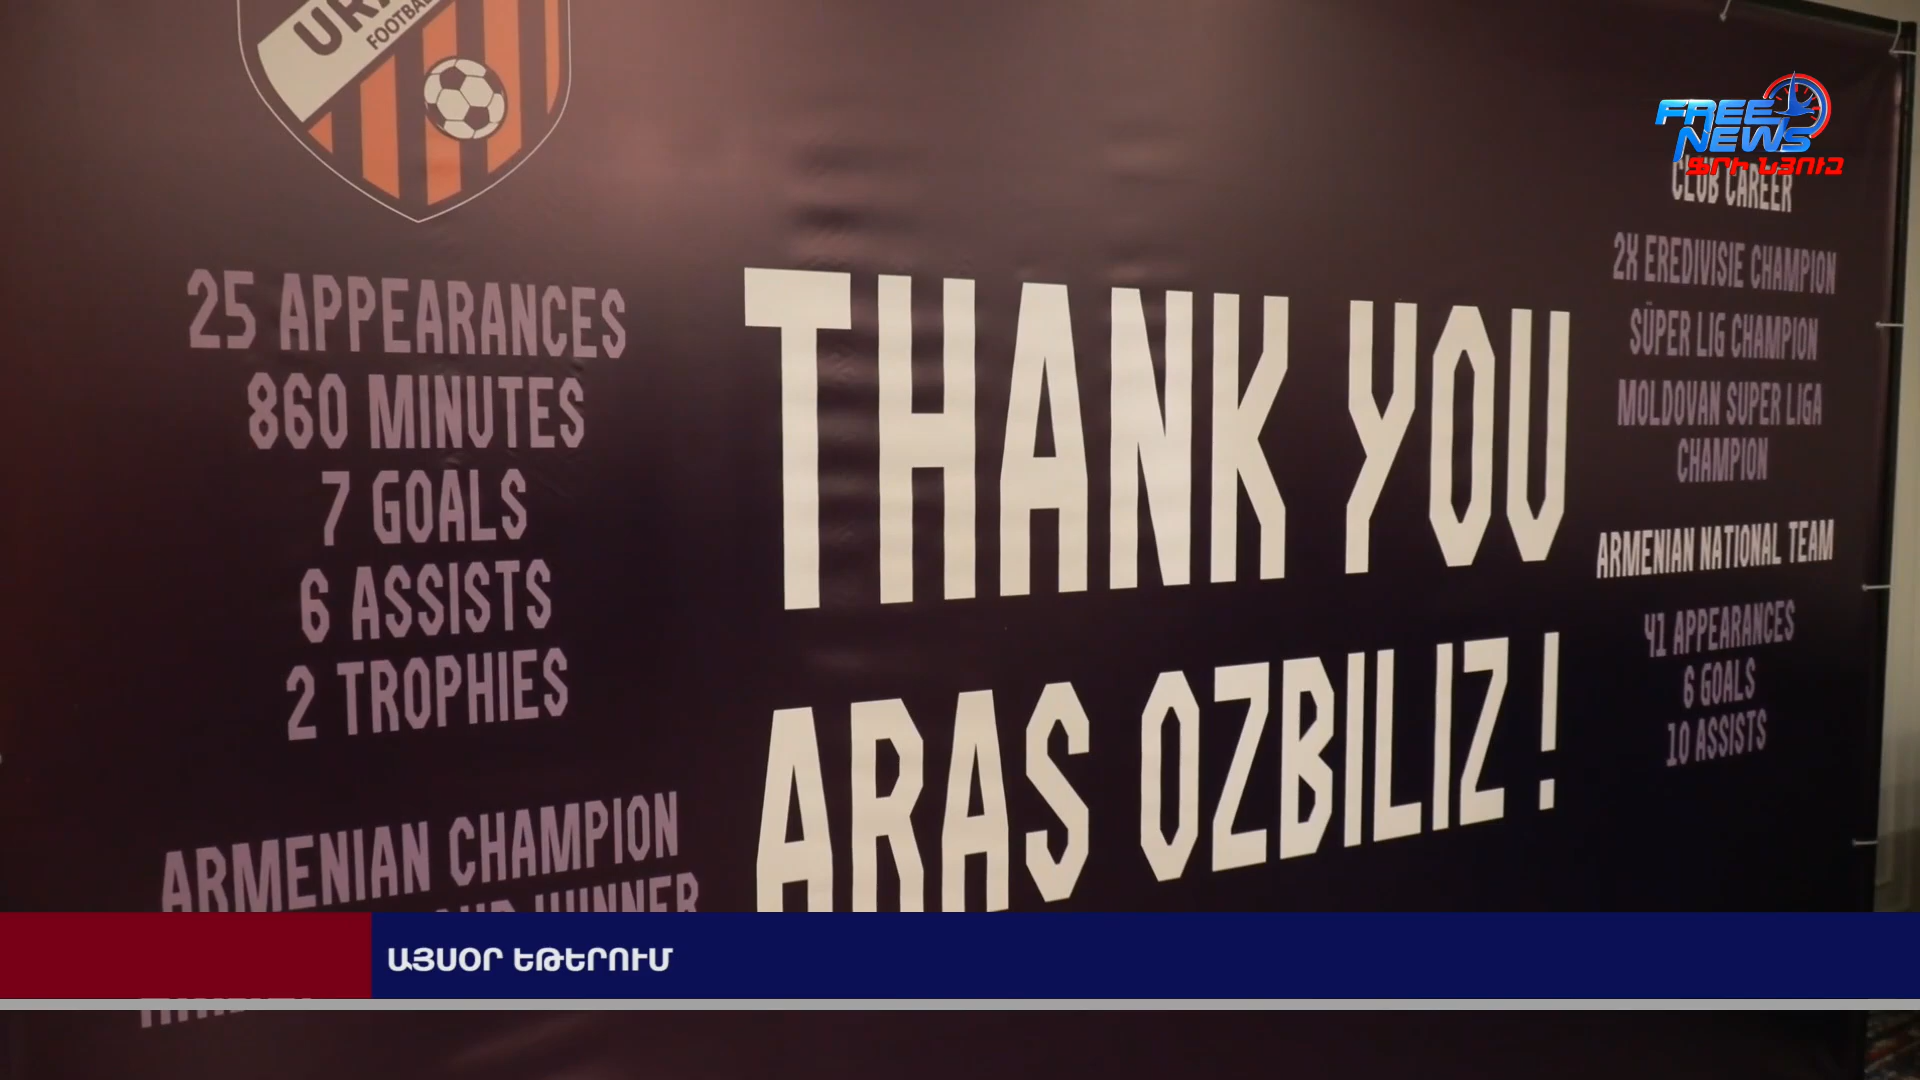 FOOTBAL
25 APPEARANCES
860 MINUTES
7 GOALS
6 ASSISTS
2 TROPHIES
ARMENIAN CHAMPION
WINNER
THANK YOU
ARAS OZBILIZ !
FREE
NEWS
ՖՐԻ ՆՅՈՒԶ
CLUB CAREER
2X EREDIVISIE CHAMPION
SÜPER LIG CHAMPION
MOLDOVAN SUPER LIGA
CHAMPION
ARMENIAN NATIONAL TEAM
41 APPEARANCES
6 GOALS
10 ASSISTS
ԱՅՍՕՐ ԵԹԵՐՈՒՄ